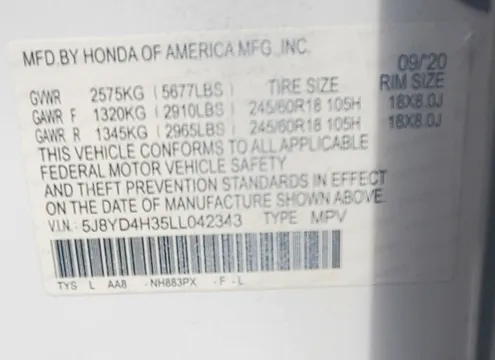 MFD.BY HONDA OF AMERICA MFG.,INC. 09/'20
GVWR 2575KG (5677LBS) TIRE SIZE RIM SIZE
GAWR F 1320KG (2910LBS) 245/60R18 105H 18X8.0J
GAWR R 1345KG (2965LBS) 245/60R18 105H 18X8.0J
THIS VEHICLE CONFORMS TO ALL APPLICABLE
FEDERAL MOTOR VEHICLE SAFETY
AND THEFT PREVENTION STANDARDS IN EFFECT
ON THE DATE OF MANUFACTURE SHOWN ABOVE.
V.I.N.: 5J8YD4H35LL042343 TYPE MPV
TYS L AA8 -NH883PX -F -L